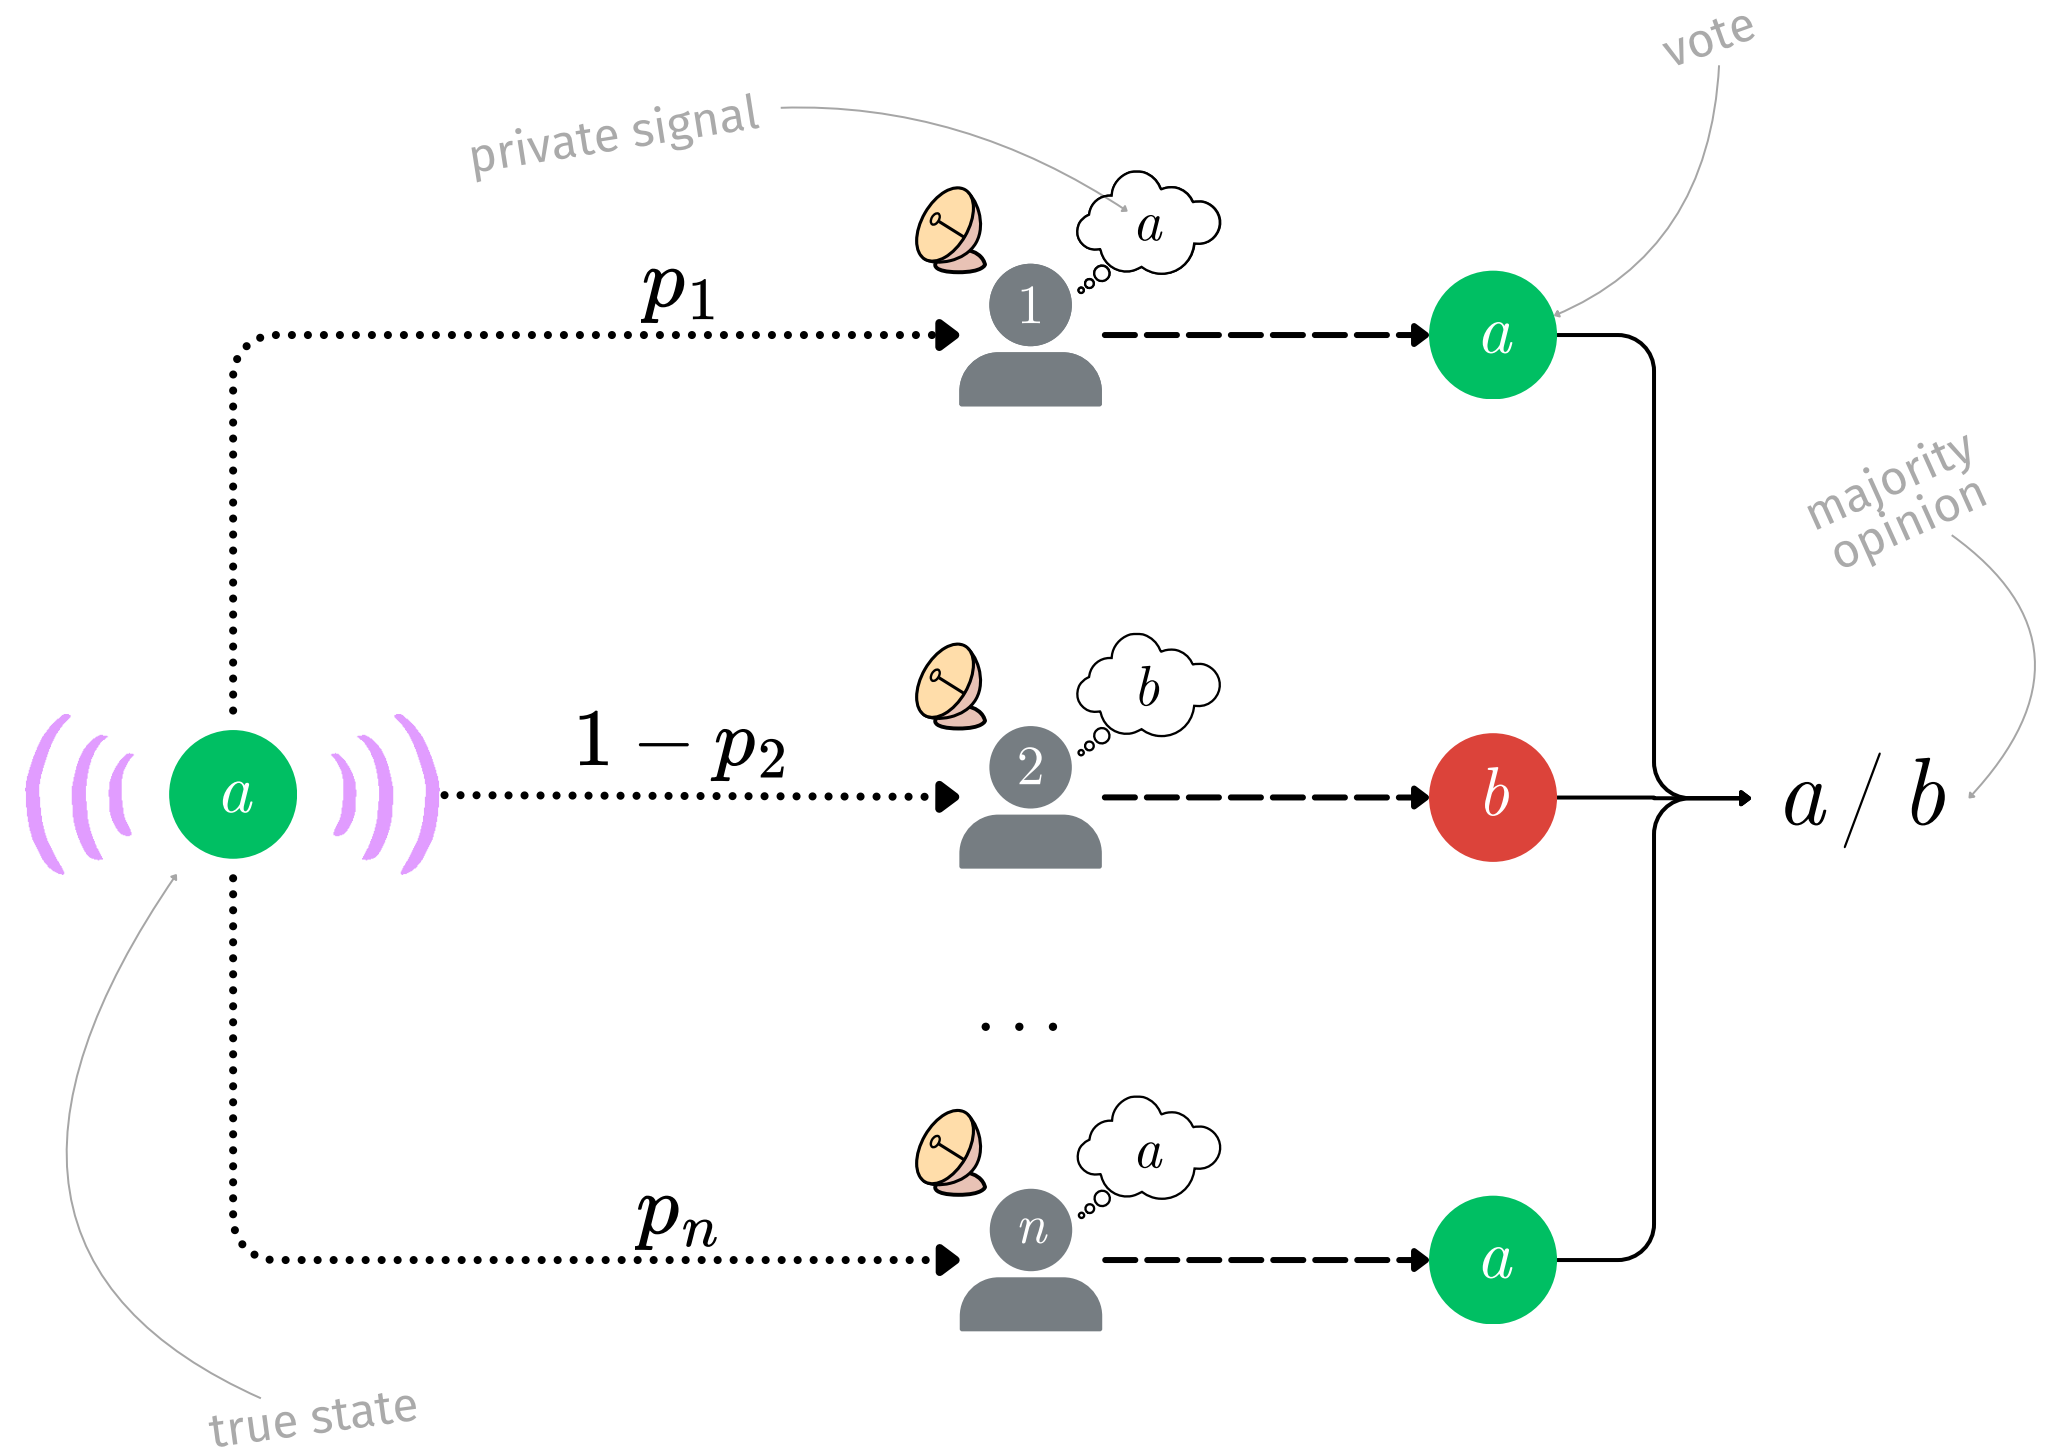 vote
private signal
a
p₁
1
a
majority
opinion
b
1 − p₂
2
a
b
a / b
. . .
a
pₙ
n
a
true state